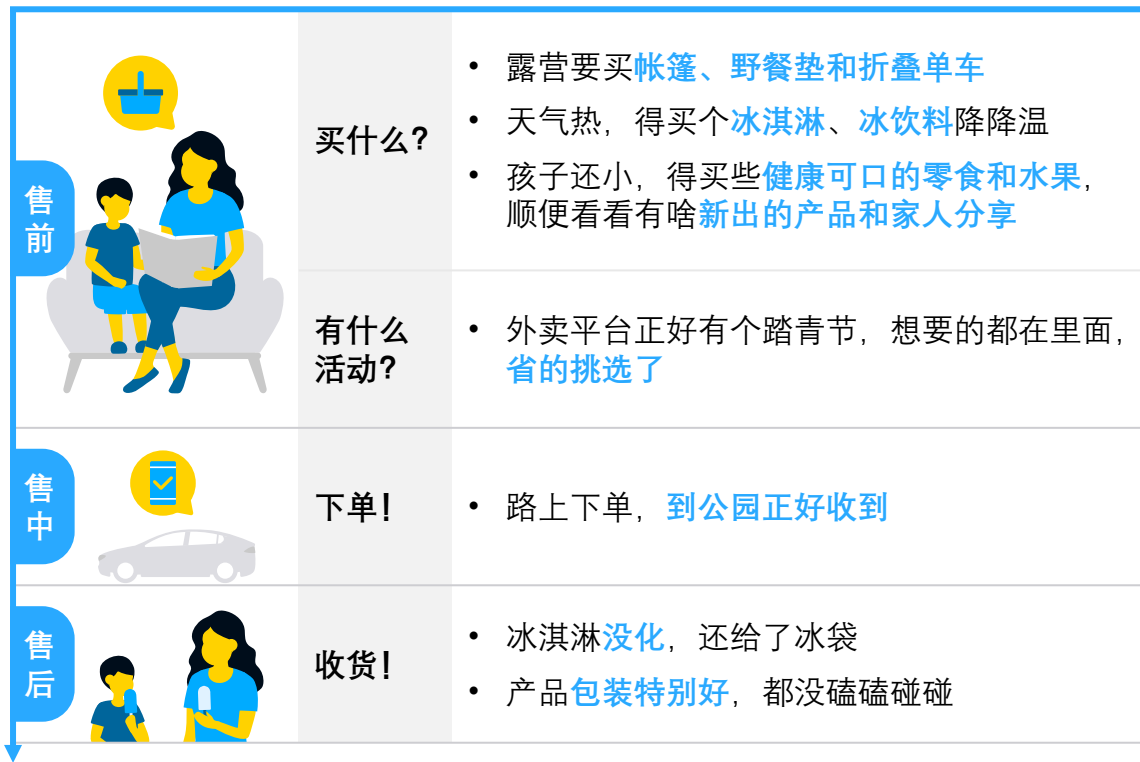 售前
买什么？
• 露营要买帐篷、野餐垫和折叠单车
• 天气热，得买个冰淇淋、冰饮料降降温
• 孩子还小，得买些健康可口的零食和水果，
顺便看看有啥新出的产品和家人分享
有什么
活动？
• 外卖平台正好有个踏青节，想要的都在里面，
省的挑选了
售中
下单！
• 路上下单，到公园正好收到
售后
收货！
• 冰淇淋没化，还给了冰袋
• 产品包装特别好，都没磕磕碰碰